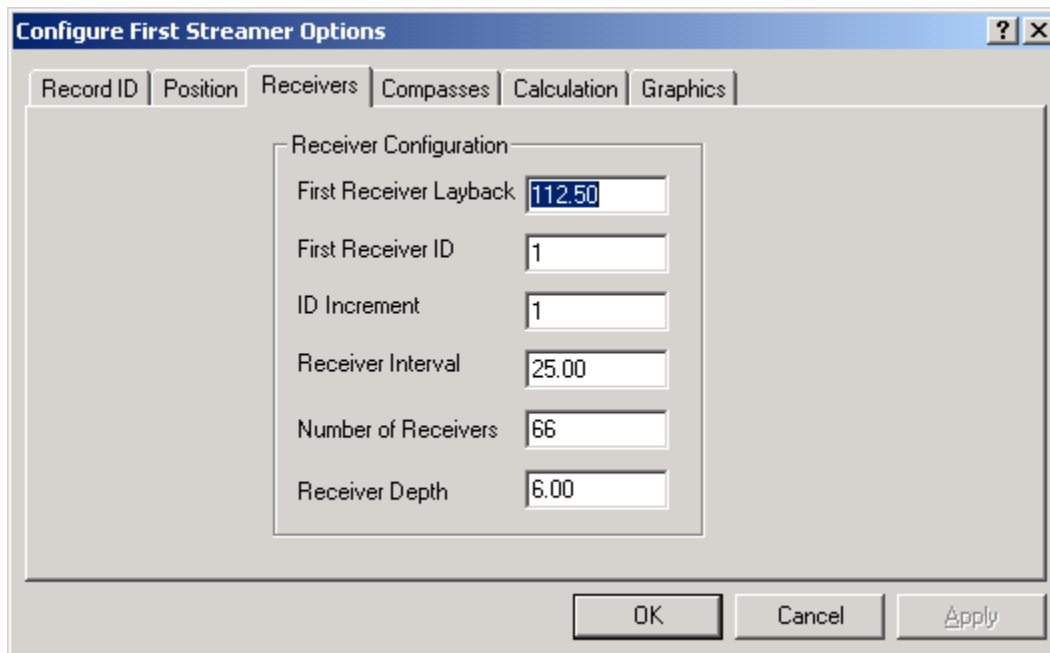 Configure First Streamer Options ? X
Record ID Position Receivers Compasses Calculation Graphics
Receiver Configuration
First Receiver Layback 112.50
First Receiver ID 1
ID Increment 1
Receiver Interval 25.00
Number of Receivers 66
Receiver Depth 6.00
OK Cancel Apply